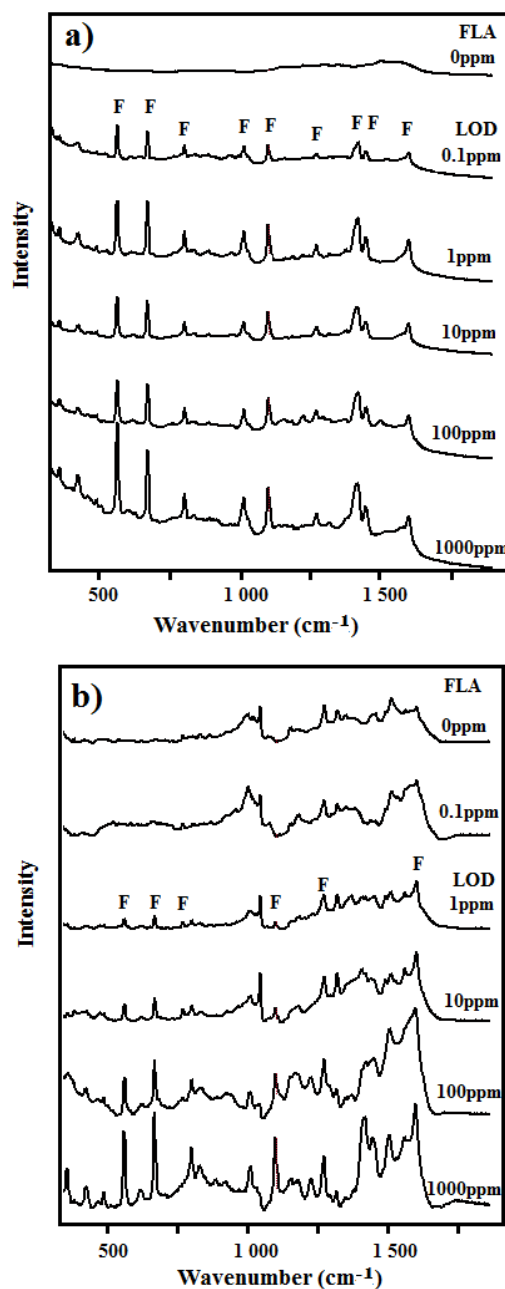 a)
FLA
0ppm
F F F F F F F F F
LOD
0.1ppm
1ppm
10ppm
100ppm
1000ppm
Intensity
500 1 000 1 500
Wavenumber (cm⁻¹)
b)
FLA
0ppm
0.1ppm
F F F F F F
LOD
1ppm
10ppm
100ppm
1000ppm
Intensity
500 1 000 1 500
Wavenumber (cm⁻¹)